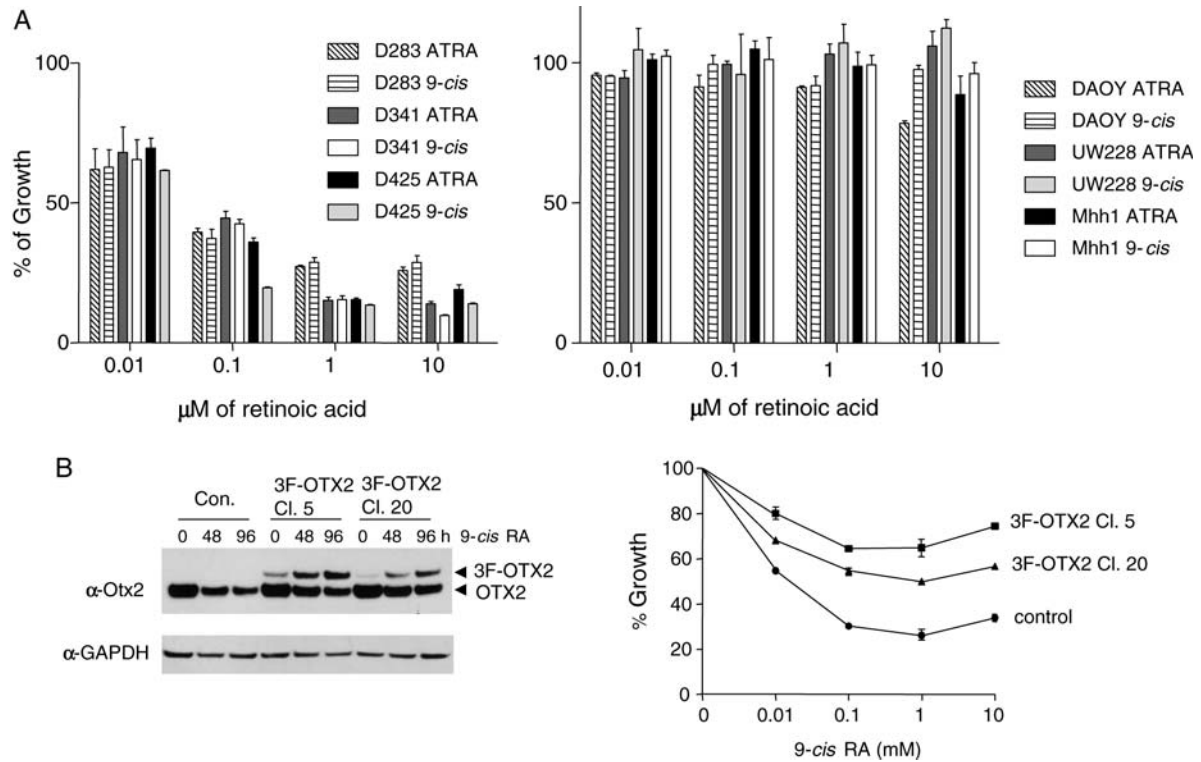 A
% of Growth
100
50
0
0.01 0.1 1 10
μM of retinoic acid
D283 ATRA
D283 9-cis
D341 ATRA
D341 9-cis
D425 ATRA
D425 9-cis
100
50
0
0.01 0.1 1 10
μM of retinoic acid
DAOY ATRA
DAOY 9-cis
UW228 ATRA
UW228 9-cis
Mhh1 ATRA
Mhh1 9-cis
B
Con.
3F-OTX2
Cl. 5
3F-OTX2
Cl. 20
0 48 96 0 48 96 0 48 96 h 9-cis RA
α-Otx2
3F-OTX2
OTX2
α-GAPDH
% Growth
100
80
60
40
20
0
0 0.01 0.1 1 10
9-cis RA (mM)
3F-OTX2 Cl. 5
3F-OTX2 Cl. 20
control